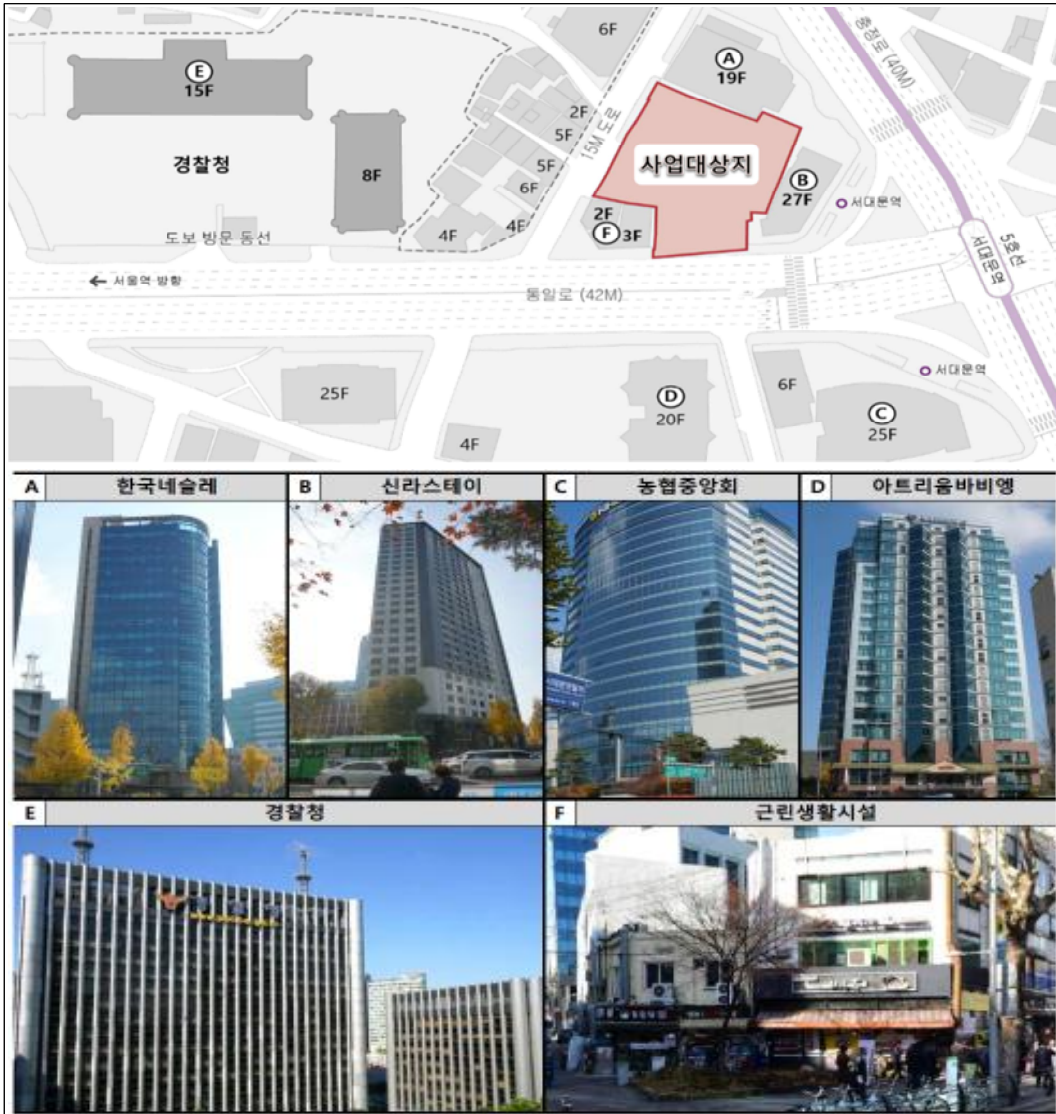 6F
A
19F
충정로 (40M)
E
15F
2F
5F
15M 도로
5F
6F
4F
4F
사업대상지
B
27F
서대문역
경찰청
8F
2F
F
3F
도보 방문 동선
← 서울역 방향
통일로 (42M)
5호선
서대문역
서대문역
25F
4F
D
20F
6F
C
25F
A 한국네슬레
B 신라스테이
C 농협중앙회
D 아트리움바비엥
E 경찰청
F 근린생활시설